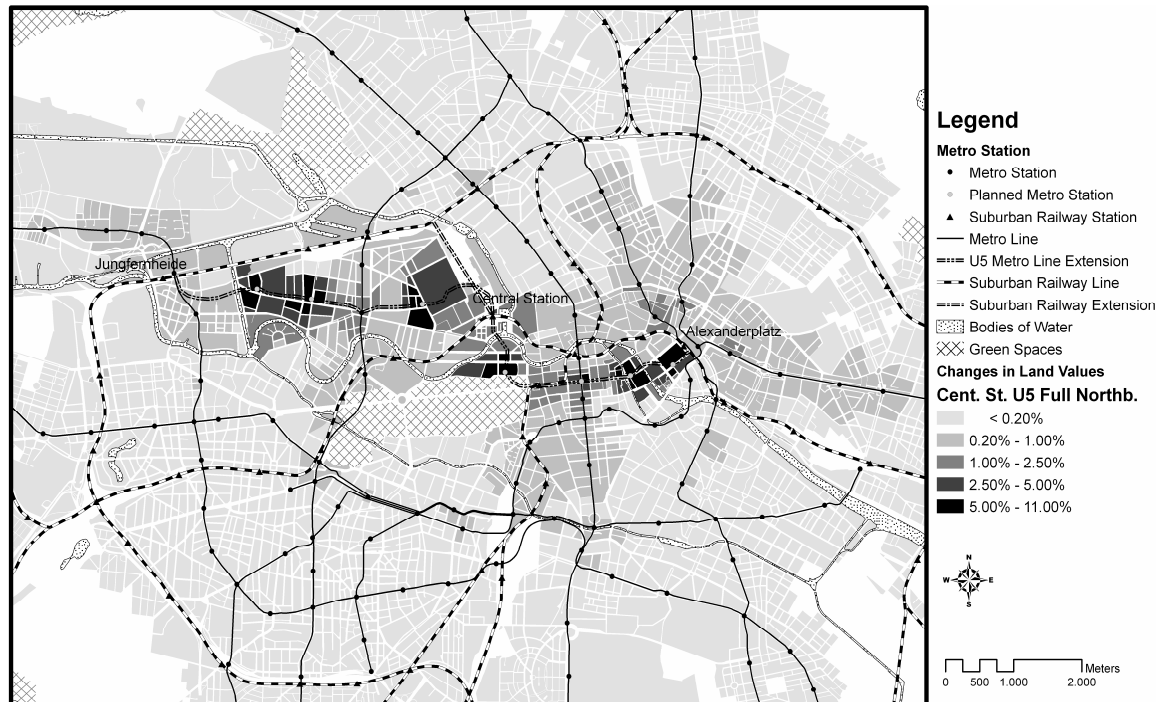 Jungfernheide
Central Station
Alexanderplatz
Legend
Metro Station
Metro Station
Planned Metro Station
Suburban Railway Station
Metro Line
U5 Metro Line Extension
Suburban Railway Line
Suburban Railway Extension
Bodies of Water
Green Spaces
Changes in Land Values
Cent. St. U5 Full Northb.
< 0.20%
0.20% - 1.00%
1.00% - 2.50%
2.50% - 5.00%
5.00% - 11.00%
N
W E
S
Meters
0 500 1.000 2.000